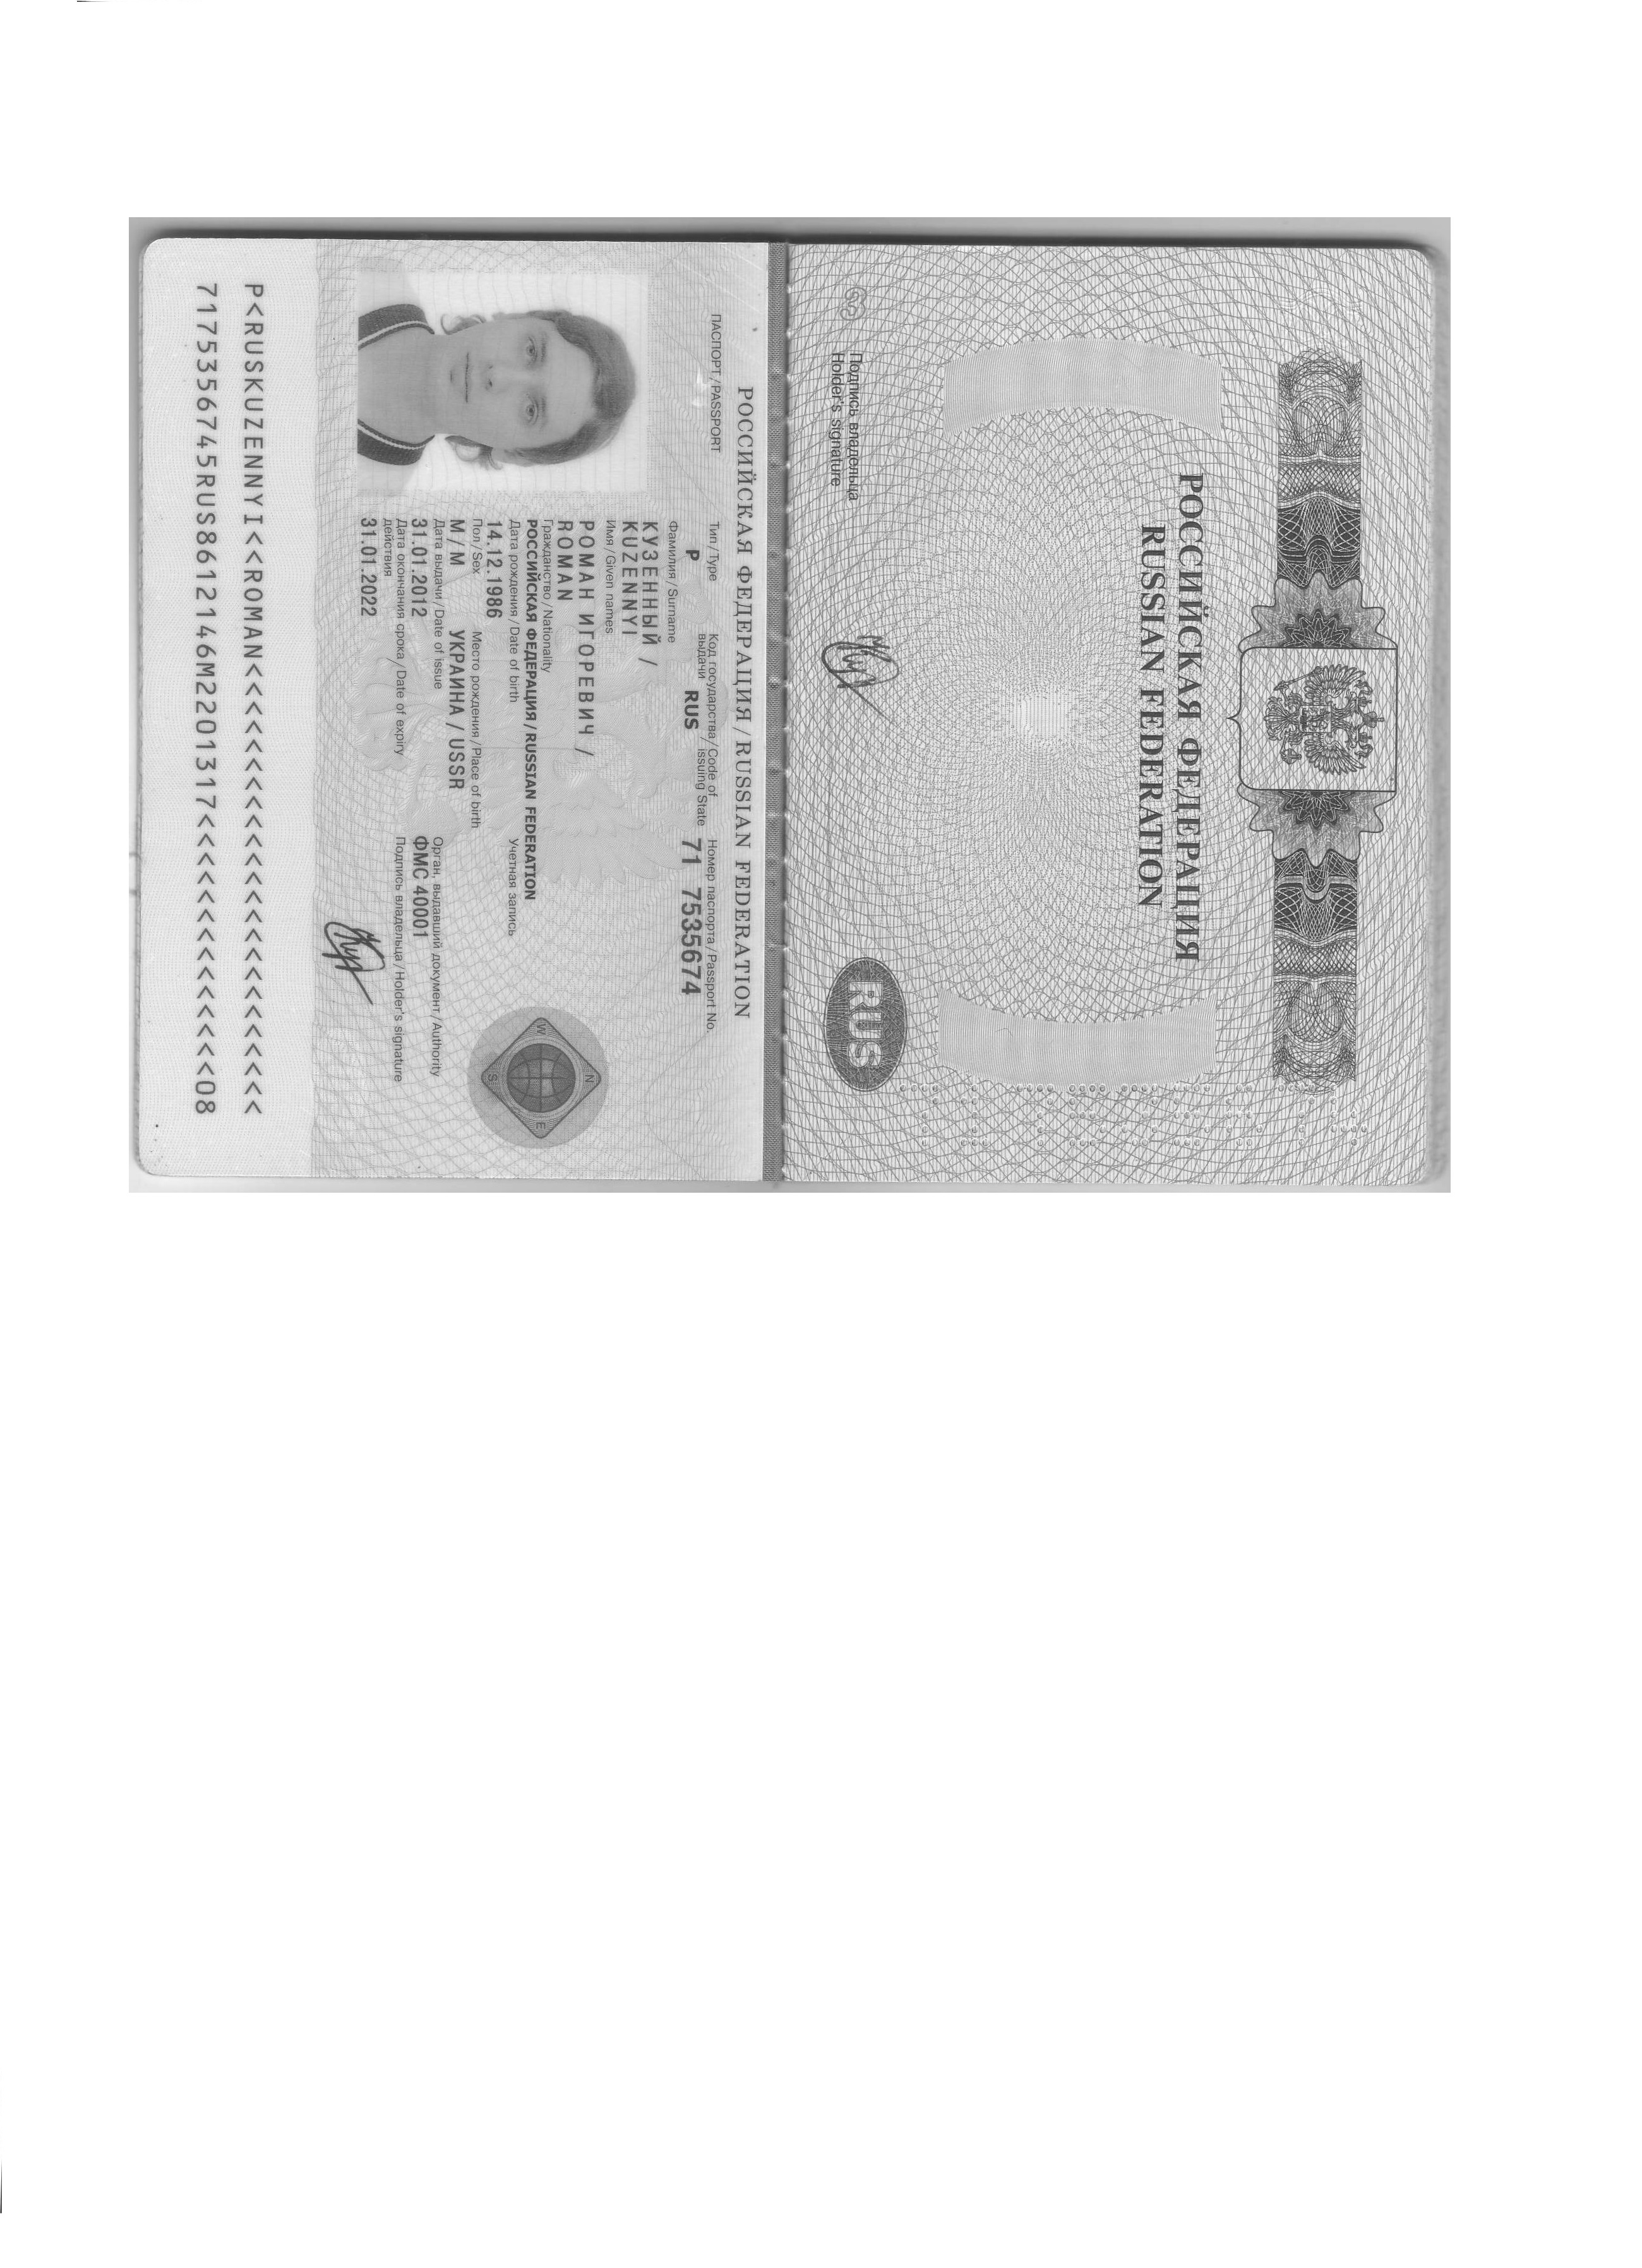 РОССИЙСКАЯ ФЕДЕРАЦИЯ
RUSSIAN FEDERATION
RUS
Подпись владельца
Holder's signature
3
РОССИЙСКАЯ ФЕДЕРАЦИЯ / RUSSIAN FEDERATION
ПАСПОРТ / PASSPORT
Тип / Type
Код государства / Code of
выдачи issuing State
Номер паспорта / Passport No.
P
RUS
71 7535674
Фамилия / Surname
КУЗЕННЫЙ /
KUZENNYI
Имя / Given names
РОМАН ИГОРЕВИЧ /
ROMAN
Гражданство / Nationality
РОССИЙСКАЯ ФЕДЕРАЦИЯ / RUSSIAN FEDERATION
Дата рождения / Date of birth
Учетная запись
14.12.1986
Пол / Sex
Место рождения / Place of birth
М / M
УКРАИНА / USSR
Дата выдачи / Date of issue
Орган, выдавший документ / Authority
31.01.2012
ФМС 40001
Дата окончания срока / Date of expiry
действия
Подпись владельца / Holder's signature
31.01.2022
N
W
E
S
P<RUSKUZENNYI<<ROMAN<<<<<<<<<<<<<<<<<<<<<<<<
7175356745RUS8612146M2201317<<<<<<<<<<<<<<08